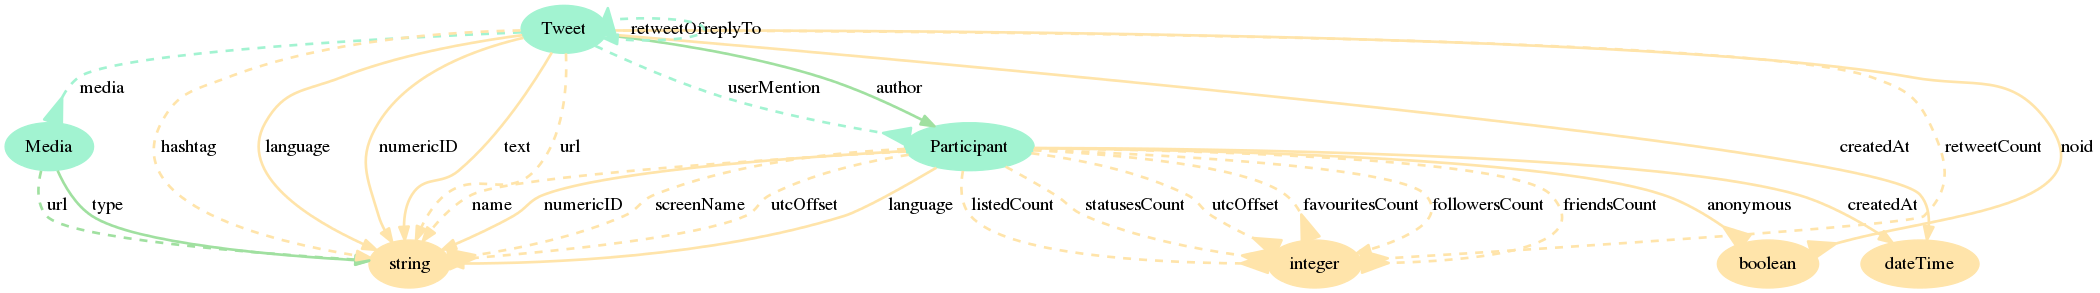 Tweet
retweetOfreplyTo
media
userMention
author
Media
hashtag
language
numericID
text
url
Participant
createdAt
retweetCount
noid
url
type
name
numericID
screenName
utcOffset
language
listedCount
statusesCount
utcOffset
favouritesCount
followersCount
friendsCount
anonymous
createdAt
string
integer
boolean
dateTime